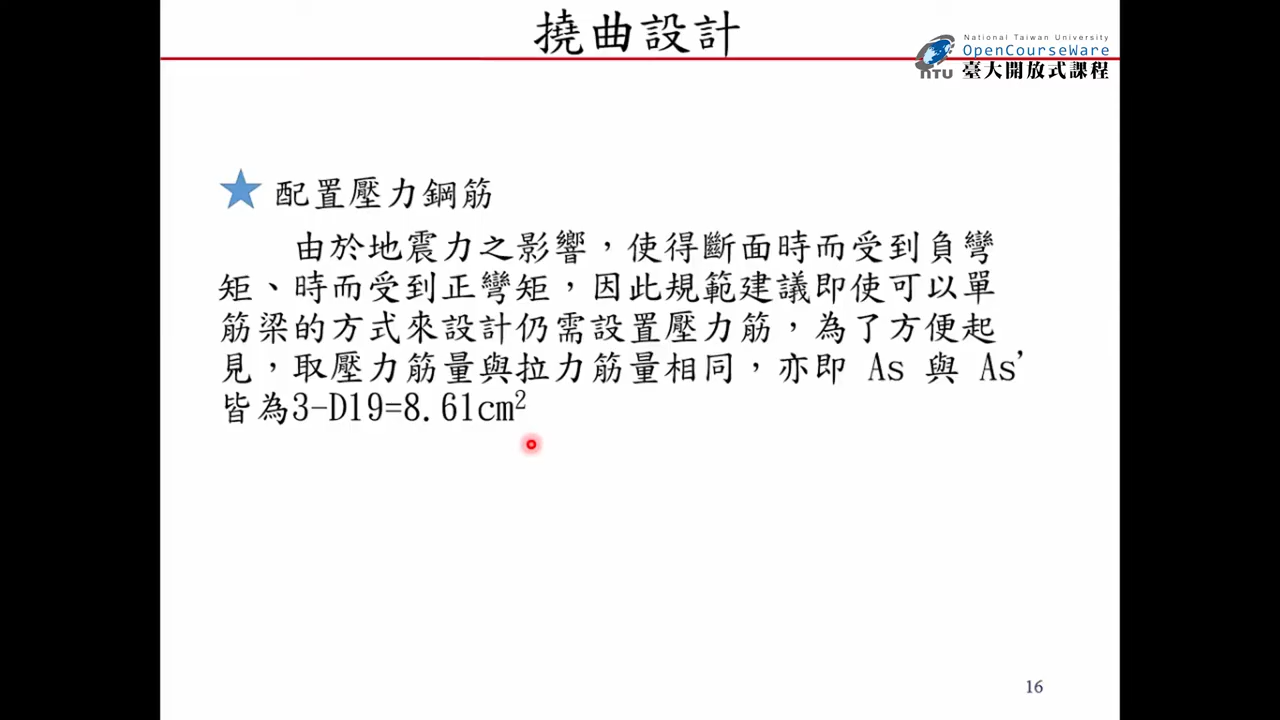 撓曲設計
National Taiwan University
OpenCourseWare
NTU 臺大開放式課程
配置壓力鋼筋
由於地震力之影響，使得斷面時而受到負彎
矩、時而受到正彎矩，因此規範建議即使可以單
筋梁的方式來設計仍需設置壓力筋，為了方便起
見，取壓力筋量與拉力筋量相同，亦即 As 與 As’
皆為3-D19=8.61cm²
16